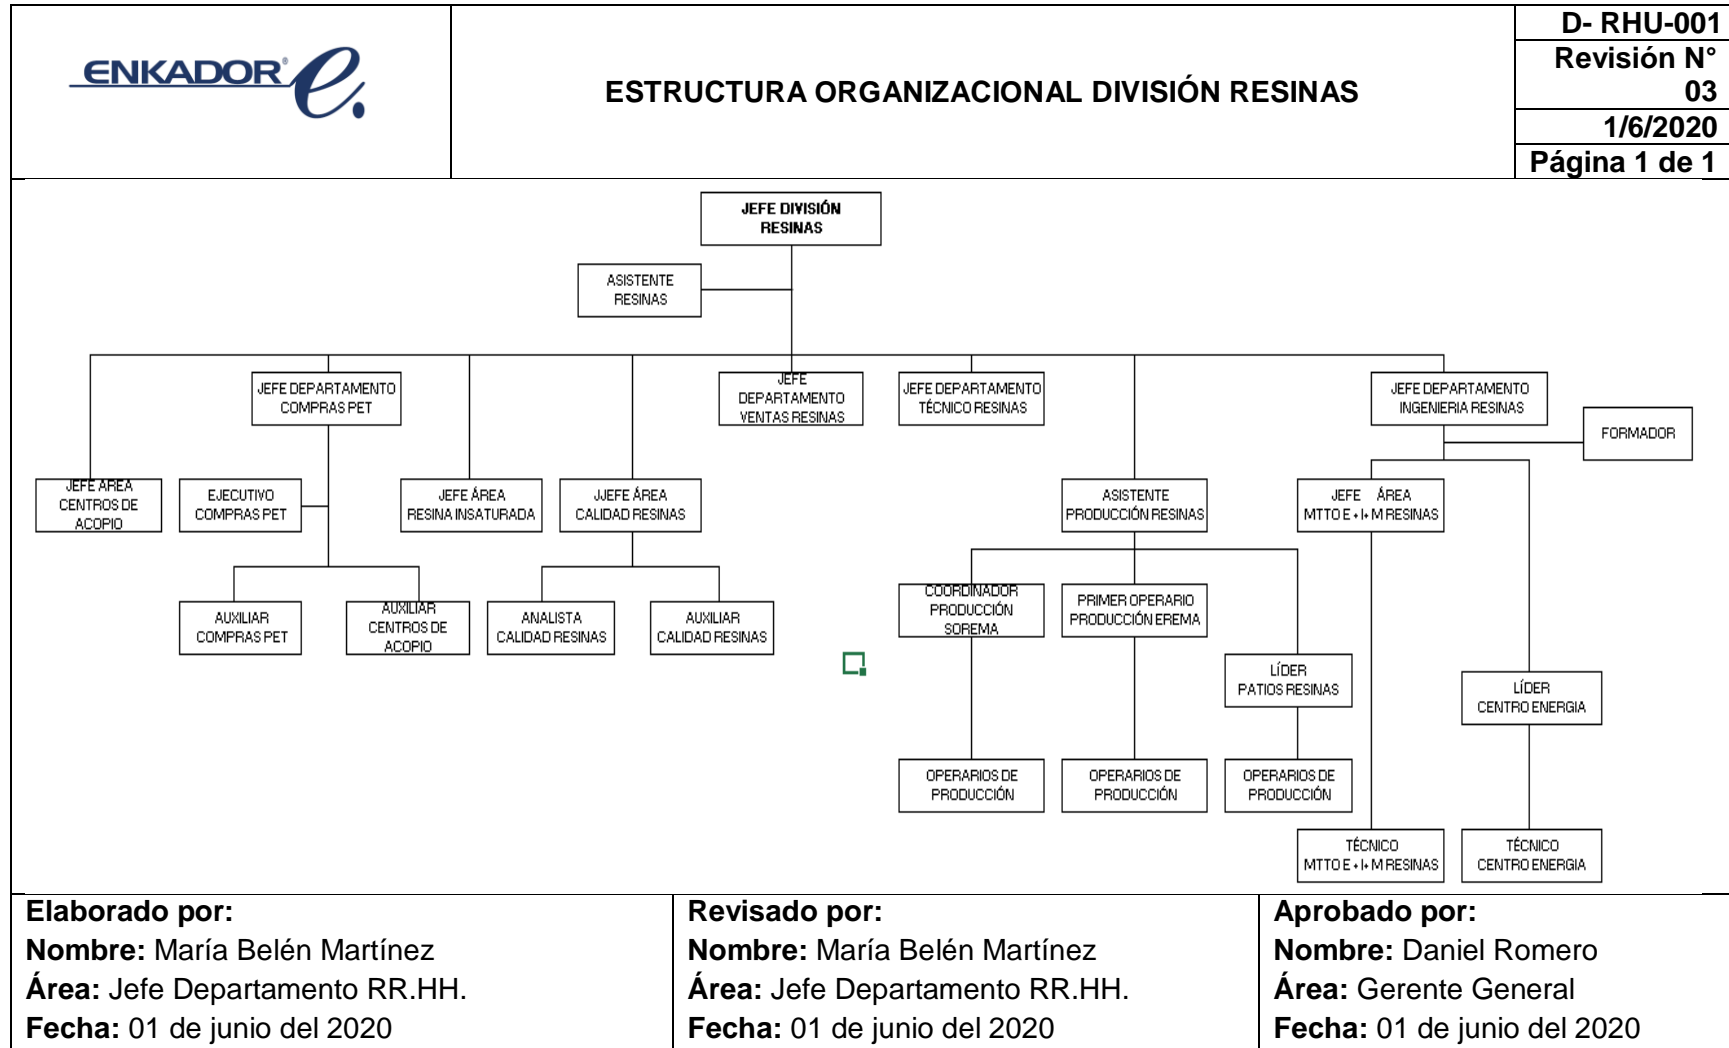 ENKADOR® e.
ESTRUCTURA ORGANIZACIONAL DIVISIÓN RESINAS
D- RHU-001
Revisión N°
03
1/6/2020
Página 1 de 1
JEFE DIVISIÓN
RESINAS
ASISTENTE
RESINAS
JEFE DEPARTAMENTO
COMPRAS PET
JEFE
DEPARTAMENTO
VENTAS RESINAS
JEFE DEPARTAMENTO
TÉCNICO RESINAS
JEFE DEPARTAMENTO
INGENIERIA RESINAS
FORMADOR
JEFE AREA
CENTROS DE
ACOPIO
EJECUTIVO
COMPRAS PET
JEFE ÁREA
RESINA INSATURADA
JJEFE ÁREA
CALIDAD RESINAS
ASISTENTE
PRODUCCIÓN RESINAS
JEFE ÁREA
MTTO E + I+ M RESINAS
AUXILIAR
COMPRAS PET
AUXILIAR
CENTROS DE
ACOPIO
ANALISTA
CALIDAD RESINAS
AUXILIAR
CALIDAD RESINAS
COORDINADOR
PRODUCCIÓN
SOREMA
PRIMER OPERARIO
PRODUCCIÓN EREMA
LÍDER
PATIOS RESINAS
LÍDER
CENTRO ENERGIA
OPERARIOS DE
PRODUCCIÓN
OPERARIOS DE
PRODUCCIÓN
OPERARIOS DE
PRODUCCIÓN
TÉCNICO
MTTO E + I+ M RESINAS
TÉCNICO
CENTRO ENERGIA
Elaborado por:
Nombre: María Belén Martínez
Área: Jefe Departamento RR.HH.
Fecha: 01 de junio del 2020
Revisado por:
Nombre: María Belén Martínez
Área: Jefe Departamento RR.HH.
Fecha: 01 de junio del 2020
Aprobado por:
Nombre: Daniel Romero
Área: Gerente General
Fecha: 01 de junio del 2020